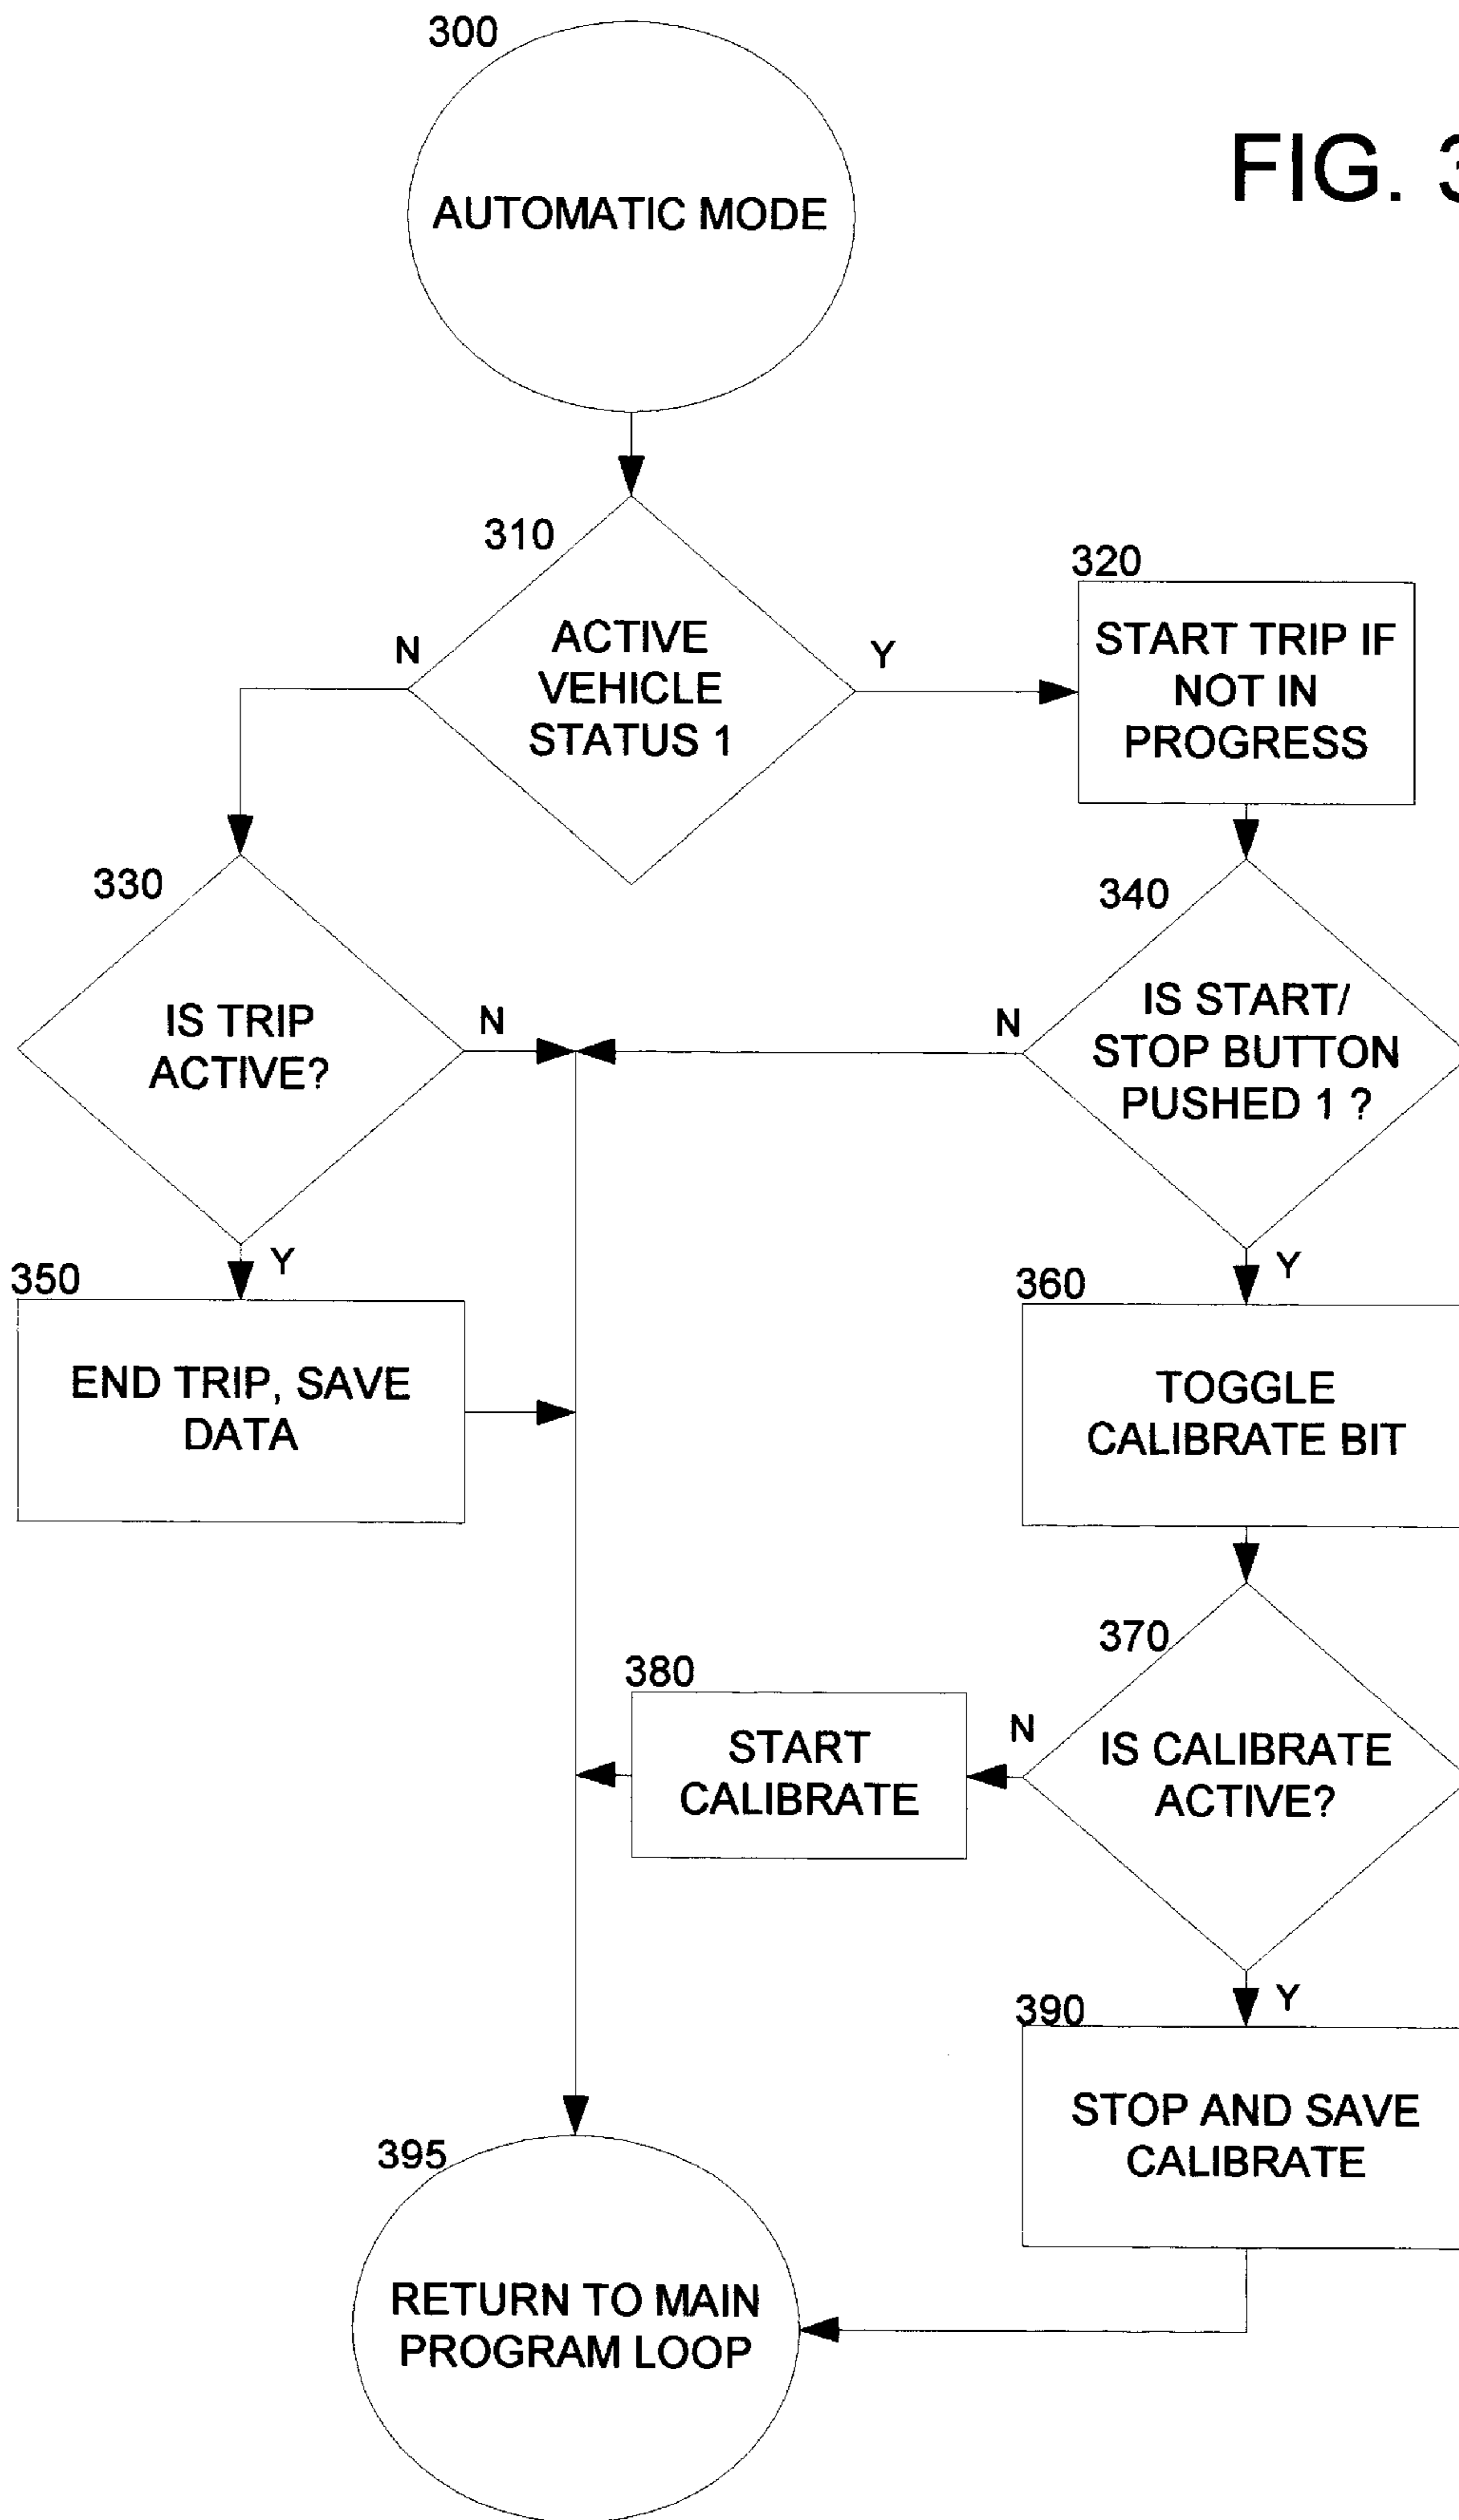 300
FIG. 3
AUTOMATIC MODE
310
ACTIVE
VEHICLE
STATUS 1
N
Y
320
START TRIP IF
NOT IN
PROGRESS
330
IS TRIP
ACTIVE?
N
Y
340
IS START/
STOP BUTTON
PUSHED 1 ?
N
Y
350
END TRIP, SAVE
DATA
360
TOGGLE
CALIBRATE BIT
370
IS CALIBRATE
ACTIVE?
N
Y
380
START
CALIBRATE
390
STOP AND SAVE
CALIBRATE
395
RETURN TO MAIN
PROGRAM LOOP